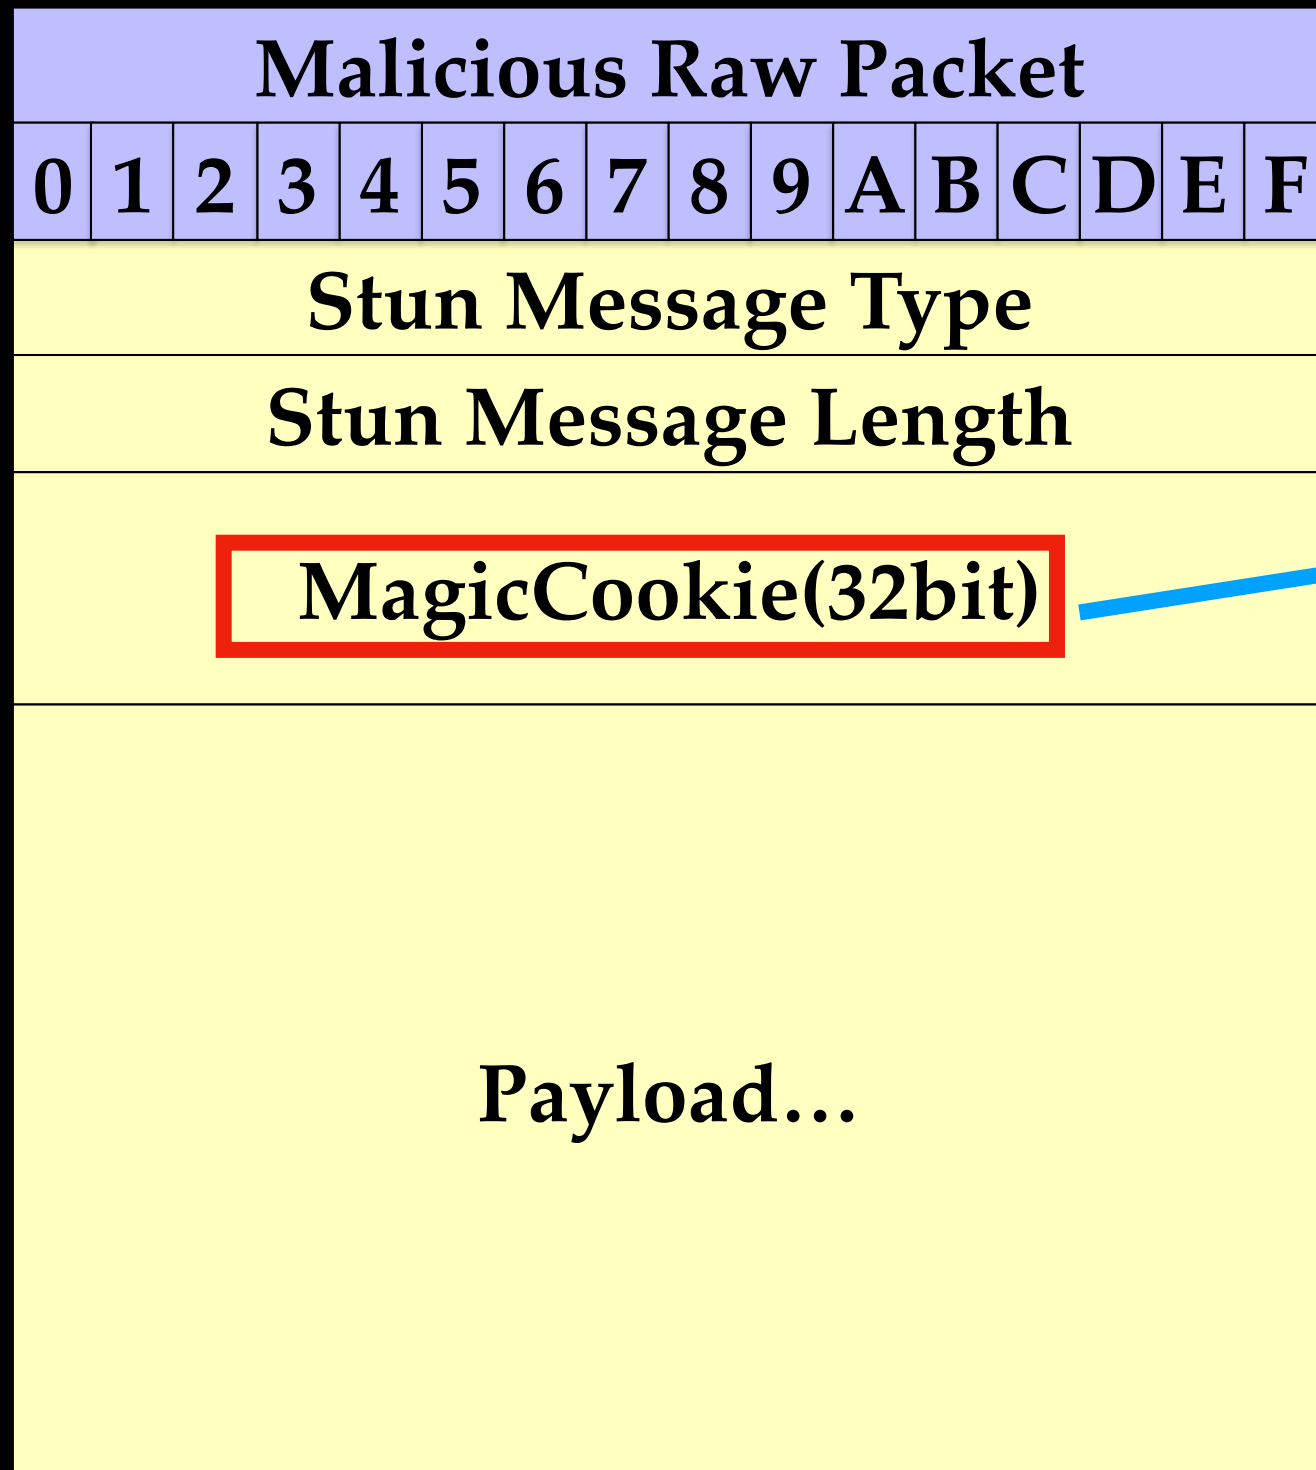 Malicious Raw Packet
0 1 2 3 4 5 6 7 8 9 A B C D E F
Stun Message Type
Stun Message Length
MagicCookie(32bit)
Payload…